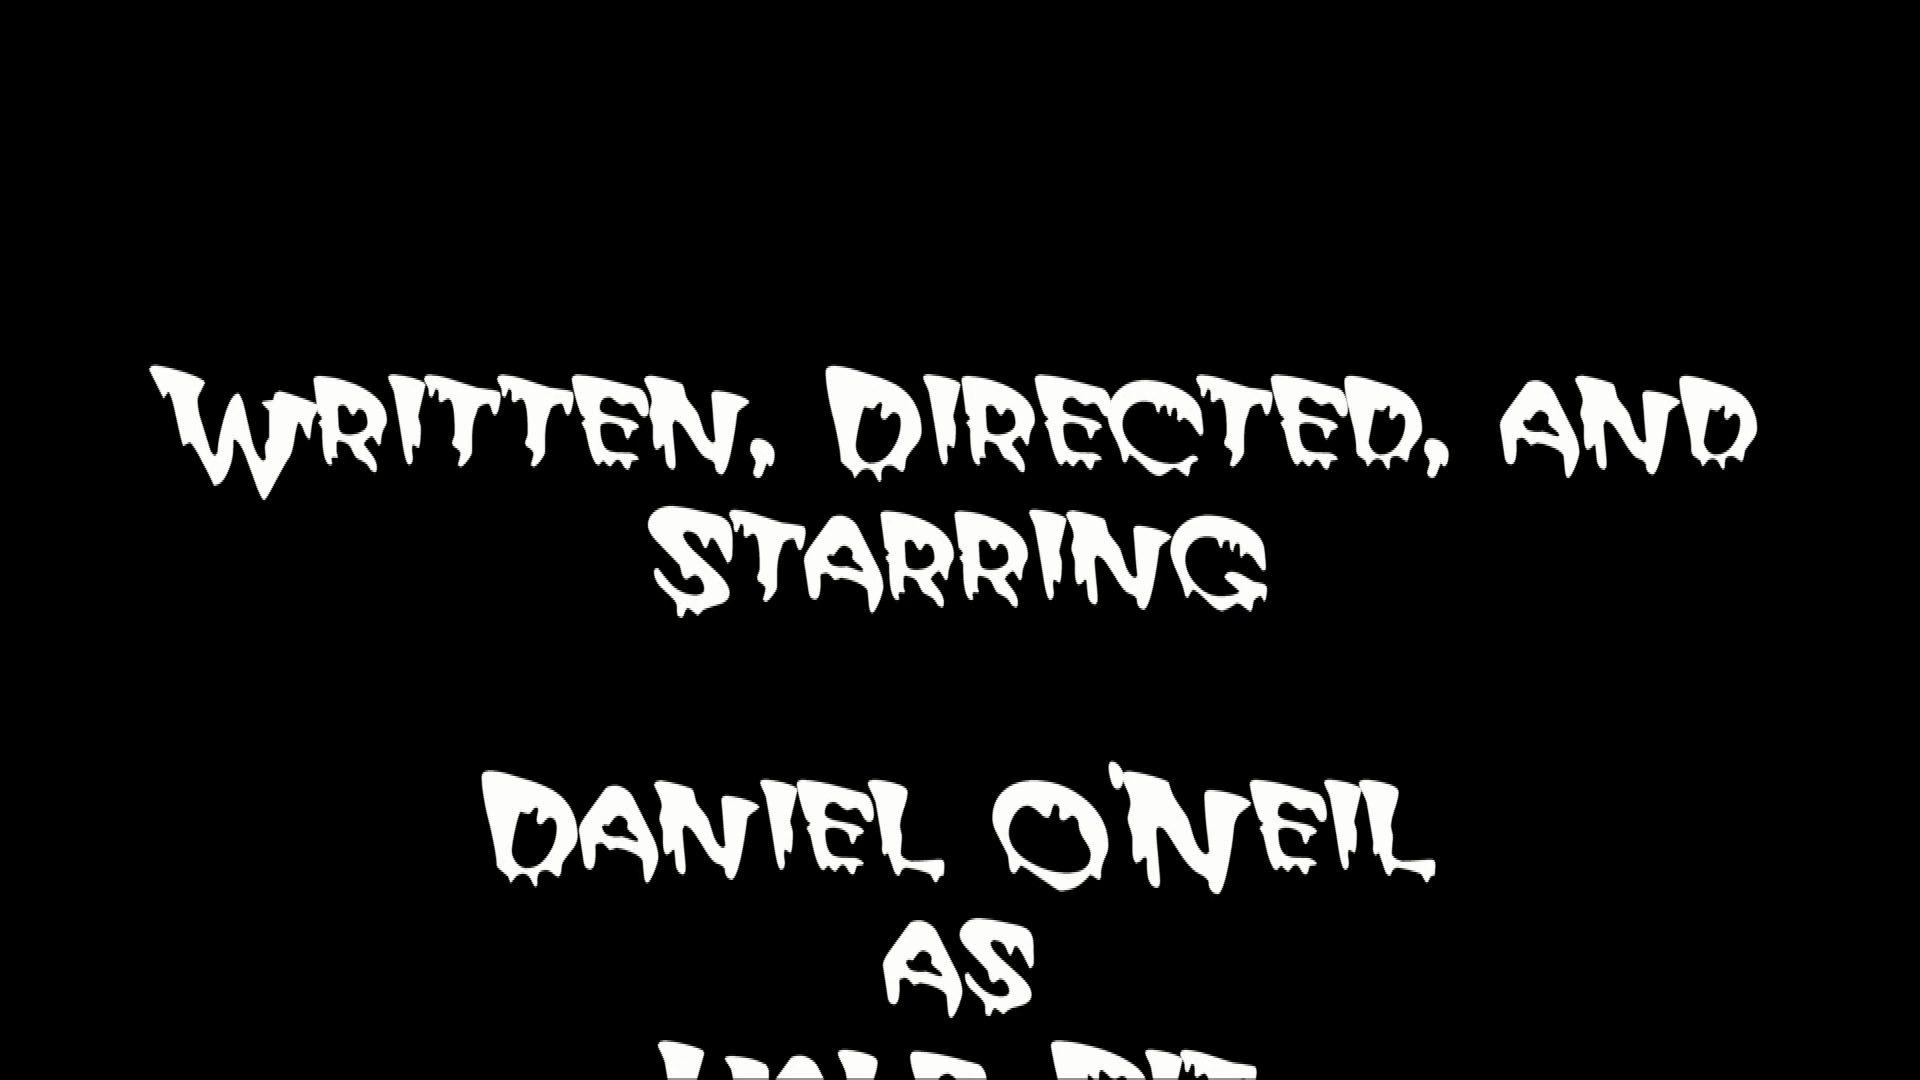 Written, Directed, and
Starring
Daniel O'Neil
as